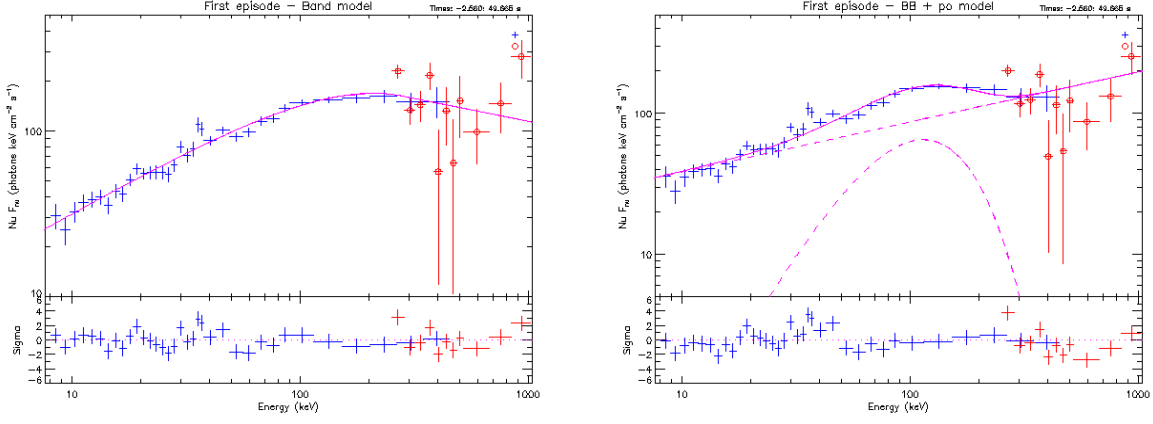 First episode – Band model
Times: -2.560: 49.665 s
Nu Fnu (photons keV cm-2 s-1)
100
10
Sigma
6
4
2
0
-2
-4
-6
10
100
1000
Energy (keV)
First episode – BB + po model
Times: -2.560: 49.665 s
Nu Fnu (photons keV cm-2 s-1)
100
10
Sigma
6
4
2
0
-2
-4
-6
10
100
1000
Energy (keV)